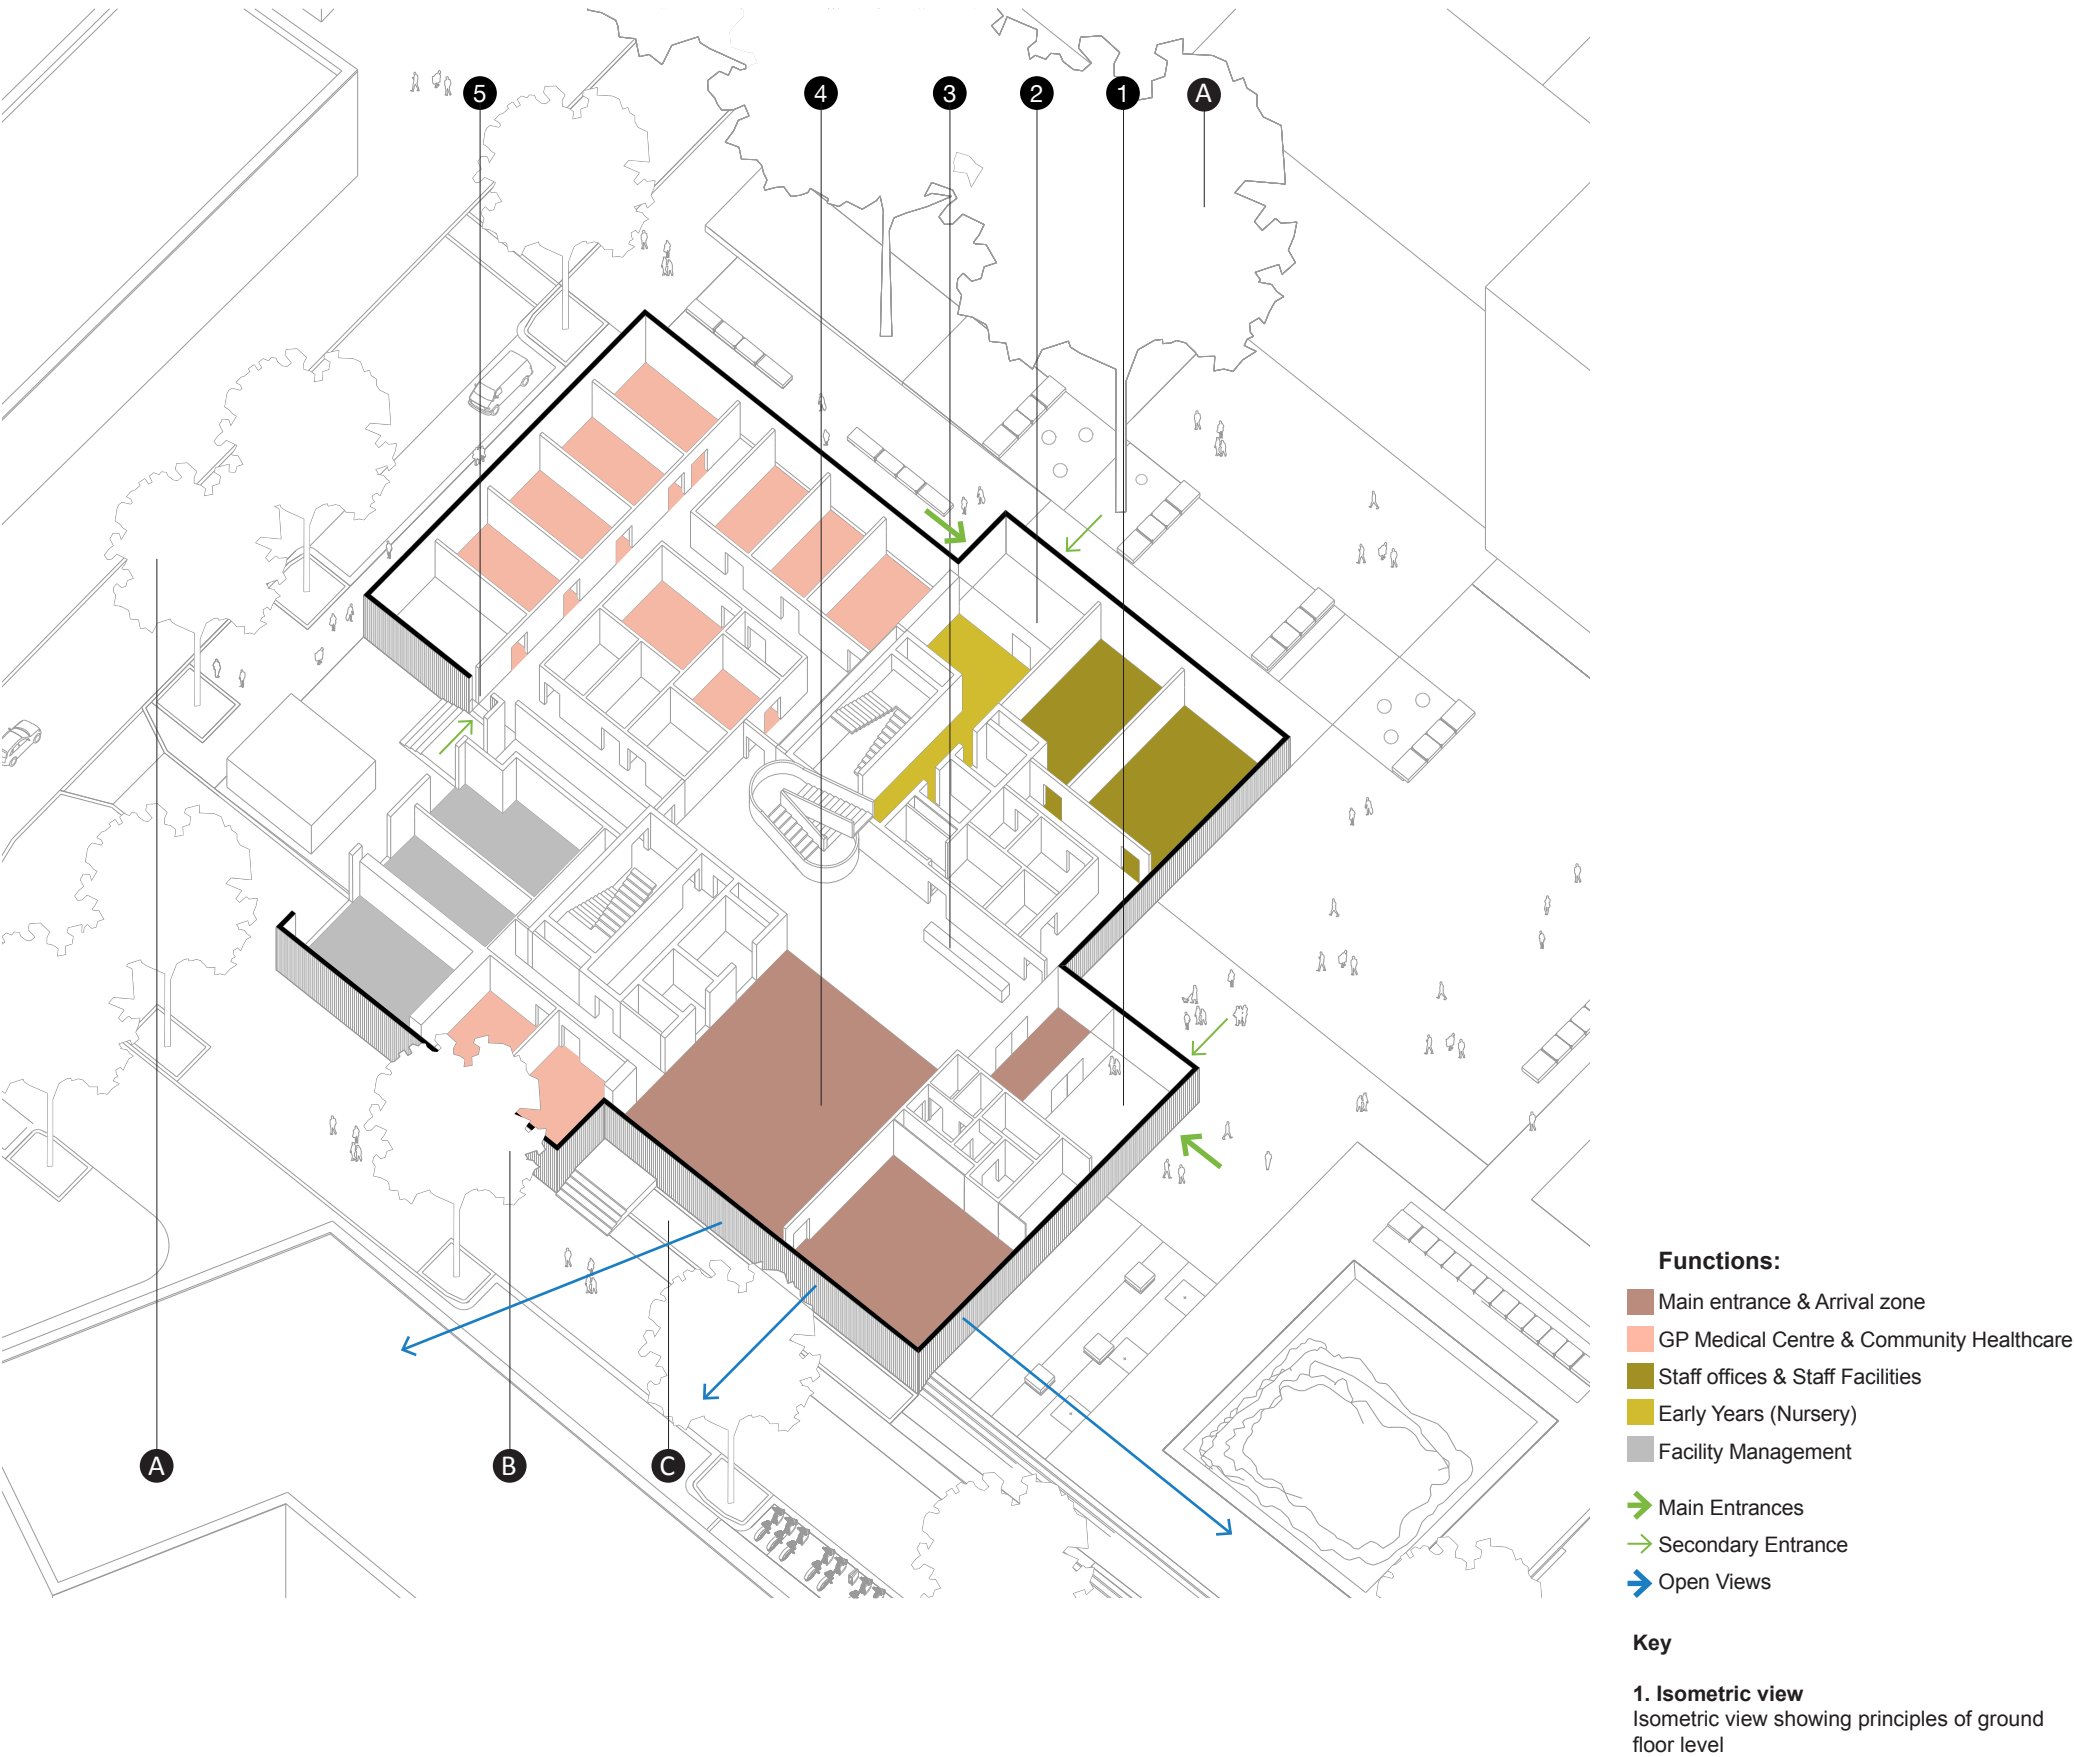 5 4 3 2 1 A
A B C
Functions:
Main entrance & Arrival zone
GP Medical Centre & Community Healthcare
Staff offices & Staff Facilities
Early Years (Nursery)
Facility Management
Main Entrances
Secondary Entrance
Open Views
Key
1. Isometric view
Isometric view showing principles of ground
floor level